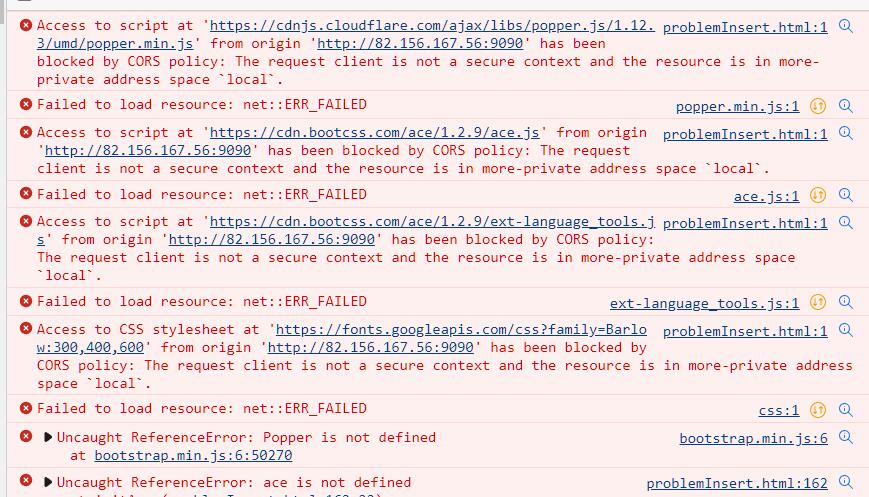 Access to script at 'https://cdnjs.cloudflare.com/ajax/libs/popper.js/1.12. problemInsert.html:1
3/umd/popper.min.js' from origin 'http://82.156.167.56:9090' has been
blocked by CORS policy: The request client is not a secure context and the resource is in more-
private address space `local`.
Failed to load resource: net::ERR_FAILED popper.min.js:1
Access to script at 'https://cdn.bootcss.com/ace/1.2.9/ace.js' from origin problemInsert.html:1
'http://82.156.167.56:9090' has been blocked by CORS policy: The request
client is not a secure context and the resource is in more-private address space `local`.
Failed to load resource: net::ERR_FAILED ace.js:1
Access to script at 'https://cdn.bootcss.com/ace/1.2.9/ext-language_tools.j problemInsert.html:1
s' from origin 'http://82.156.167.56:9090' has been blocked by CORS policy:
The request client is not a secure context and the resource is in more-private address space
`local`.
Failed to load resource: net::ERR_FAILED ext-language_tools.js:1
Access to CSS stylesheet at 'https://fonts.googleapis.com/css?family=Barlo problemInsert.html:1
w:300,400,600' from origin 'http://82.156.167.56:9090' has been blocked by
CORS policy: The request client is not a secure context and the resource is in more-private address
space `local`.
Failed to load resource: net::ERR_FAILED css:1
Uncaught ReferenceError: Popper is not defined bootstrap.min.js:6
at bootstrap.min.js:6:50270
Uncaught ReferenceError: ace is not defined problemInsert.html:162